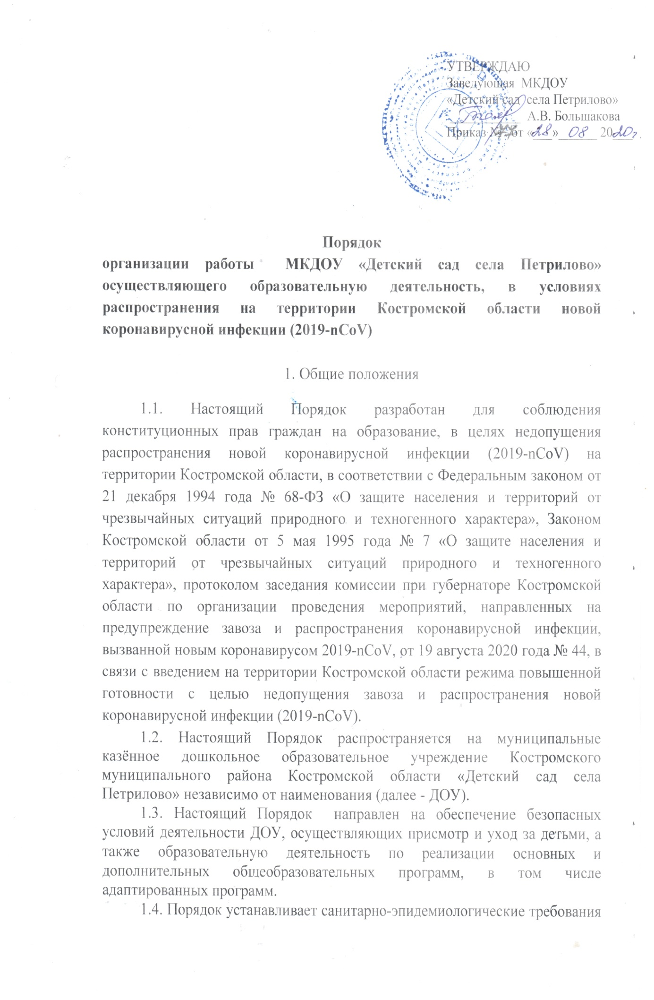 УТВЕРЖДАЮ
Заведующая МКДОУ
«Детский сад села Петрилово»
А.В. Большакова
Приказ № от «28» 08 2020г.
Порядок
организации работы МКДОУ «Детский сад села Петрилово»
осуществляющего образовательную деятельность, в условиях
распространения на территории Костромской области новой
коронавирусной инфекции (2019-nCoV)
1. Общие положения
1.1. Настоящий Порядок разработан для соблюдения
конституционных прав граждан на образование, в целях недопущения
распространения новой коронавирусной инфекции (2019-nCoV) на
территории Костромской области, в соответствии с Федеральным законом от
21 декабря 1994 года № 68-ФЗ «О защите населения и территорий от
чрезвычайных ситуаций природного и техногенного характера», Законом
Костромской области от 5 мая 1995 года № 7 «О защите населения и
территорий от чрезвычайных ситуаций природного и техногенного
характера», протоколом заседания комиссии при губернаторе Костромской
области по организации проведения мероприятий, направленных на
предупреждение завоза и распространения коронавирусной инфекции,
вызванной новым коронавирусом 2019-nCoV, от 19 августа 2020 года № 44, в
связи с введением на территории Костромской области режима повышенной
готовности с целью недопущения завоза и распространения новой
коронавирусной инфекции (2019-nCoV).
1.2. Настоящий Порядок распространяется на муниципальные
казённое дошкольное образовательное учреждение Костромского
муниципального района Костромской области «Детский сад села
Петрилово» независимо от наименования (далее - ДОУ).
1.3. Настоящий Порядок направлен на обеспечение безопасных
условий деятельности ДОУ, осуществляющих присмотр и уход за детьми, а
также образовательную деятельность по реализации основных и
дополнительных общеобразовательных программ, в том числе
адаптированных программ.
1.4. Порядок устанавливает санитарно-эпидемиологические требования